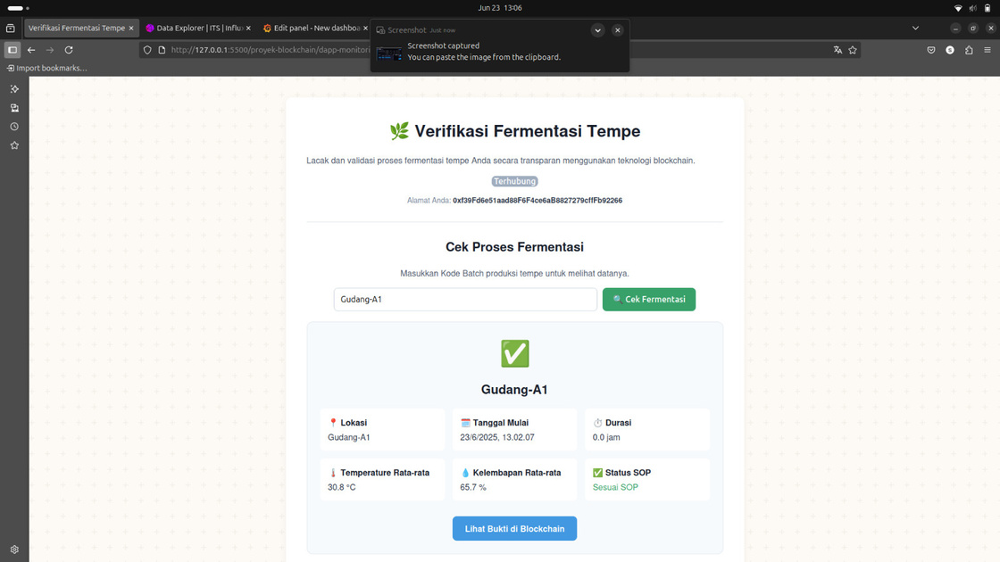 Jun 23 13:06
Verifikasi Fermentasi Tempe
Data Explorer | ITS | Influ
Edit panel - New dashboa
Screenshot Just now
Screenshot captured
You can paste the image from the clipboard.
http://127.0.0.1:5500/proyek-blockchain/dapp-monitori
Import bookmarks...
Verifikasi Fermentasi Tempe
Lacak dan validasi proses fermentasi tempe Anda secara transparan menggunakan teknologi blockchain.
Terhubung
Alamat Anda: 0xf39Fd6e51aad88F6F4ce6aB8827279cffFb92266
Cek Proses Fermentasi
Masukkan Kode Batch produksi tempe untuk melihat datanya.
Gudang-A1
Cek Fermentasi
Gudang-A1
Lokasi
Gudang-A1
Tanggal Mulai
23/6/2025, 13.02.07
Durasi
0.0 jam
Temperature Rata-rata
30.8 °C
Kelembapan Rata-rata
65.7 %
Status SOP
Sesuai SOP
Lihat Bukti di Blockchain